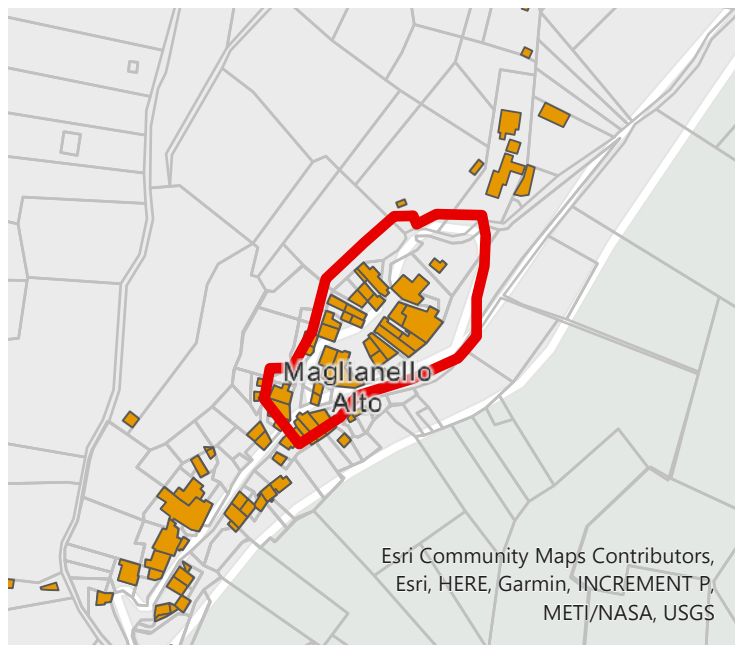 Maglianello
Alto
Esri Community Maps Contributors,
Esri, HERE, Garmin, INCREMENT P,
METI/NASA, USGS